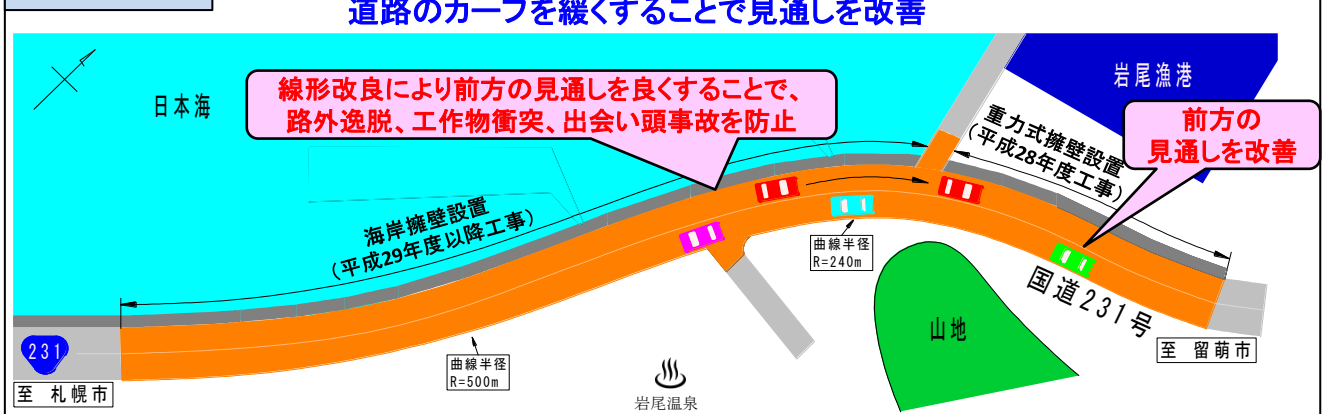 道路のカーブを緩くすることで見通しを改善
日本海
線形改良により前方の見通しを良くすることで、
路外逸脱、工作物衝突、出会い頭事故を防止
岩尾漁港
重力式擁壁設置
(平成28年度工事)
前方の
見通しを改善
海岸擁壁設置
(平成29年度以降工事)
曲線半径
R=240m
国道231号
山地
231
至 札幌市
曲線半径
R=500m
岩尾温泉
至 留萌市